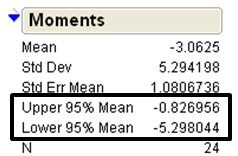 Moments
Mean -3.0625
Std Dev 5.294198
Std Err Mean 1.0806736
Upper 95% Mean -0.826956
Lower 95% Mean -5.298044
N 24